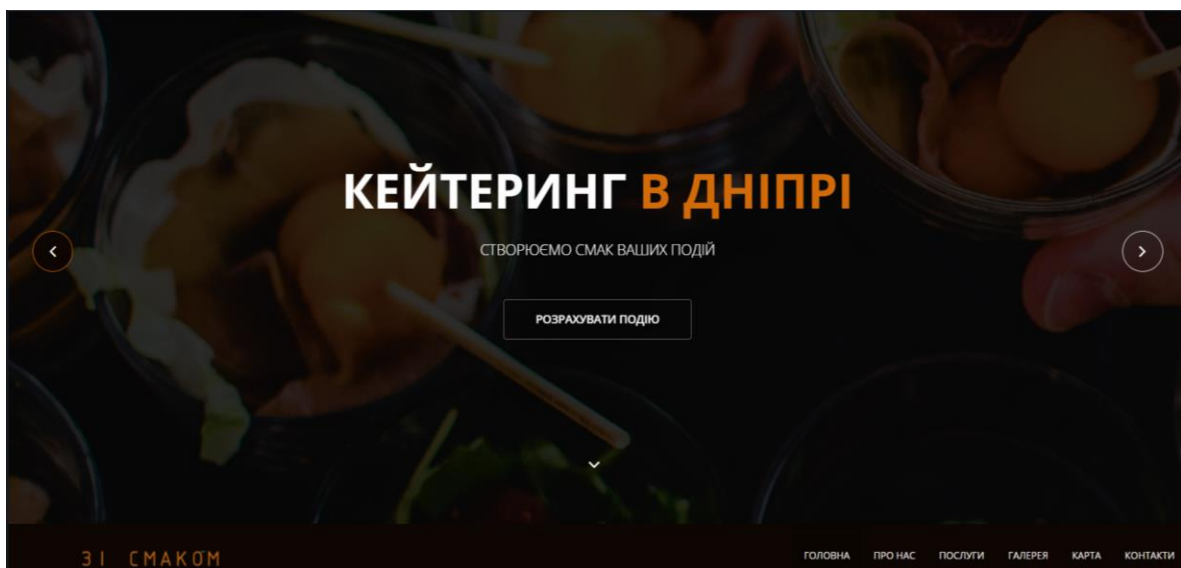 КЕЙТЕРИНГ В ДНІПРІ
СТВОРЮЄМО СМАК ВАШИХ ПОДІЙ
РОЗРАХУВАТИ ПОДІЮ
ЗІ СМАКОМ
ГОЛОВНА ПРО НАС ПОСЛУГИ ГАЛЕРЕЯ КАРТА КОНТАКТИ